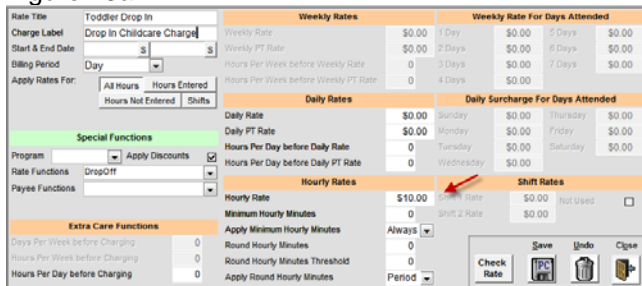 Rate Title Toddler Drop In
Charge Label Drop In Childcare Charge
Start & End Date S S
Billing Period Day
Apply Rates For: All Hours Hours Entered
Hours Not Entered Shifts
Special Functions
Program Apply Discounts
Rate Functions DropOff
Payee Functions
Extra Care Functions
Days Per Week before Charging 0
Hours Per Week before Charging 0
Hours Per Day before Charging 0
Weekly Rates
Weekly Rate $0.00
Weekly PT Rate $0.00
Hours Per Week before Weekly Rate 0
Hours Per Week before Weekly PT Rate 0
Daily Rates
Daily Rate $0.00
Daily PT Rate $0.00
Hours Per Day before Daily Rate 0
Hours Per Day before Daily PT Rate 0
Hourly Rates
Hourly Rate $10.00
Minimum Hourly Minutes 0
Apply Minimum Hourly Minutes Always
Round Hourly Minutes 0
Round Hourly Minutes Threshold 0
Apply Round Hourly Minutes Period
Weekly Rate For Days Attended
1 Day $0.00 5 Days $0.00
2 Days $0.00 6 Days $0.00
3 Days $0.00 7 Days $0.00
4 Days $0.00
Daily Surcharge For Days Attended
Sunday $0.00 Thursday $0.00
Monday $0.00 Friday $0.00
Tuesday $0.00 Saturday $0.00
Wednesday $0.00
Shift Rates
Shift 1 Rate $0.00 Not Used
Shift 2 Rate $0.00
Save Undo Close
Check Rate PC